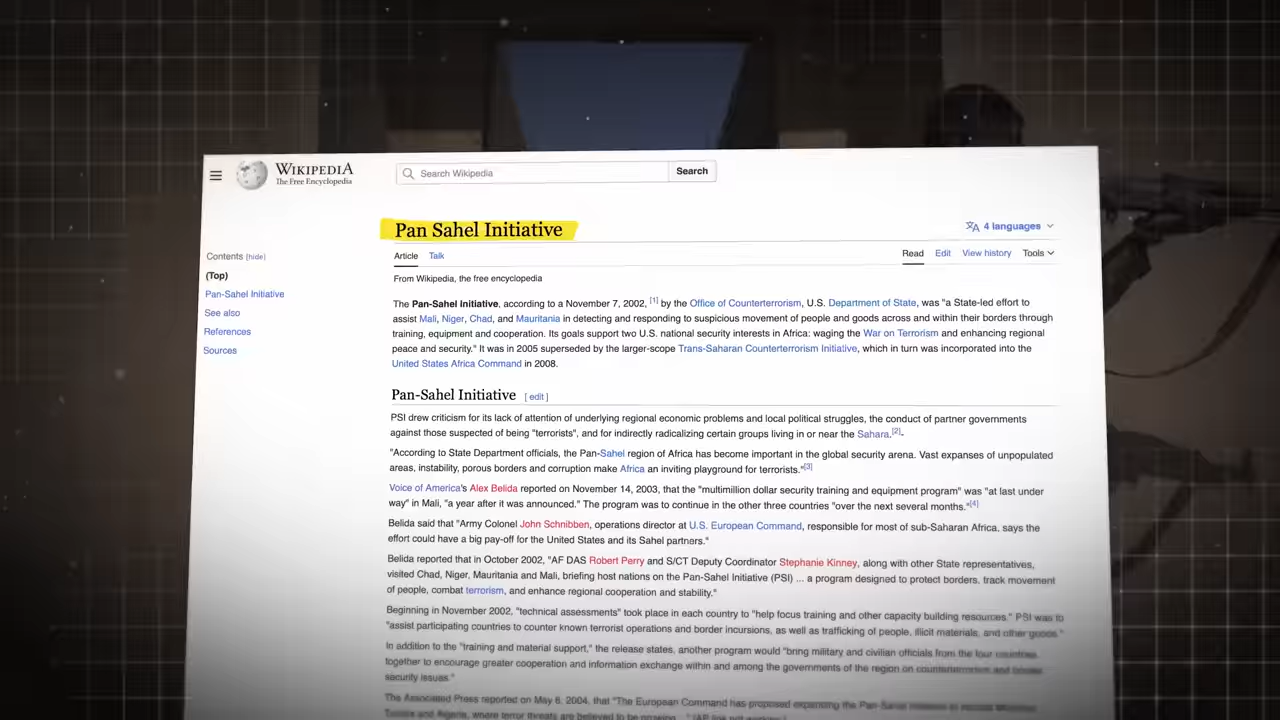 WIKIPEDIA
The Free Encyclopedia
Search Wikipedia
Search
Pan Sahel Initiative
4 languages
Article Talk
Read Edit View history Tools
From Wikipedia, the free encyclopedia
Contents [hide]
(Top)
Pan-Sahel Initiative
See also
References
Sources
The Pan-Sahel Initiative, according to a November 7, 2002, [1] by the Office of Counterterrorism, U.S. Department of State, was "a State-led effort to
assist Mali, Niger, Chad, and Mauritania in detecting and responding to suspicious movement of people and goods across and within their borders through
training, equipment and cooperation. Its goals support two U.S. national security interests in Africa: waging the War on Terrorism and enhancing regional
peace and security." It was in 2005 superseded by the larger-scope Trans-Saharan Counterterrorism Initiative, which in turn was incorporated into the
United States Africa Command in 2008.
Pan-Sahel Initiative [ edit ]
PSI drew criticism for its lack of attention of underlying regional economic problems and local political struggles, the conduct of partner governments
against those suspected of being "terrorists", and for indirectly radicalizing certain groups living in or near the Sahara.[2]-
"According to State Department officials, the Pan-Sahel region of Africa has become important in the global security arena. Vast expanses of unpopulated
areas, instability, porous borders and corruption make Africa an inviting playground for terrorists."[3]
Voice of America's Alex Belida reported on November 14, 2003, that the "multimillion dollar security training and equipment program" was "at last under
way" in Mali, "a year after it was announced." The program was to continue in the other three countries "over the next several months."[4]
Belida said that "Army Colonel John Schnibben, operations director at U.S. European Command, responsible for most of sub-Saharan Africa, says the
effort could have a big pay-off for the United States and its Sahel partners."
Belida reported that in October 2002, "AF DAS Robert Perry and S/CT Deputy Coordinator Stephanie Kinney, along with other State representatives,
visited Chad, Niger, Mauritania and Mali, briefing host nations on the Pan-Sahel Initiative (PSI) ... a program designed to protect borders, track movement
of people, combat terrorism, and enhance regional cooperation and stability."
Beginning in November 2002, "technical assessments" took place in each country to "help focus training and other capacity building resources." PSI was to
"assist participating countries to counter known terrorist operations and border incursions, as well as trafficking of people, illicit materials, and other goods."
In addition to the "training and material support," the release states, another program would "bring military and civilian officials from the four countries
together to encourage greater cooperation and information exchange within and among the governments of the region on counterterrorism and border
security issues."
The Associated Press reported on May 8, 2004, that "The European Command has proposed expanding the Pan-Sahel Initiative to include
Tunisia and Algeria, where terror threats are believed to be growing